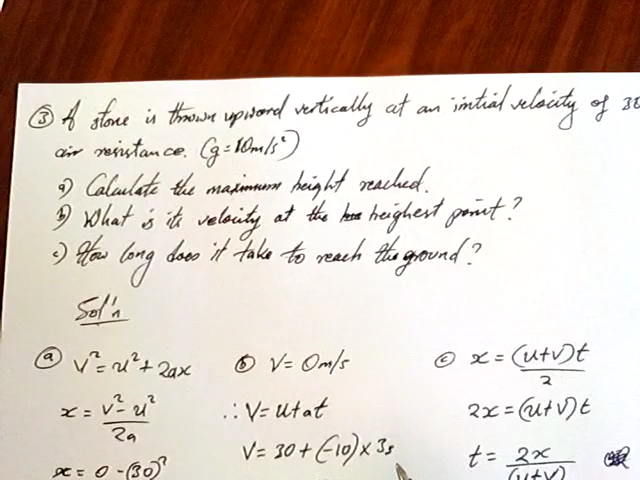 ③ A stone is thrown upward vertically at an initial velocity of 30
air resistance. (g=10m/s²)
a) Calculate the maximum height reached.
b) What is its velocity at the heighest point?
c) How long does it take to reach the ground?
Sol'n
ⓐ v² = u² + 2ax
x = v² - u² / 2a
x = 0 - (30)²
ⓑ V = 0m/s
∴ V = u + at
V = 30 + (-10) × 3s
ⓒ x = (u+v)t / 2
2x = (u+v)t
t = 2x / (u+v)